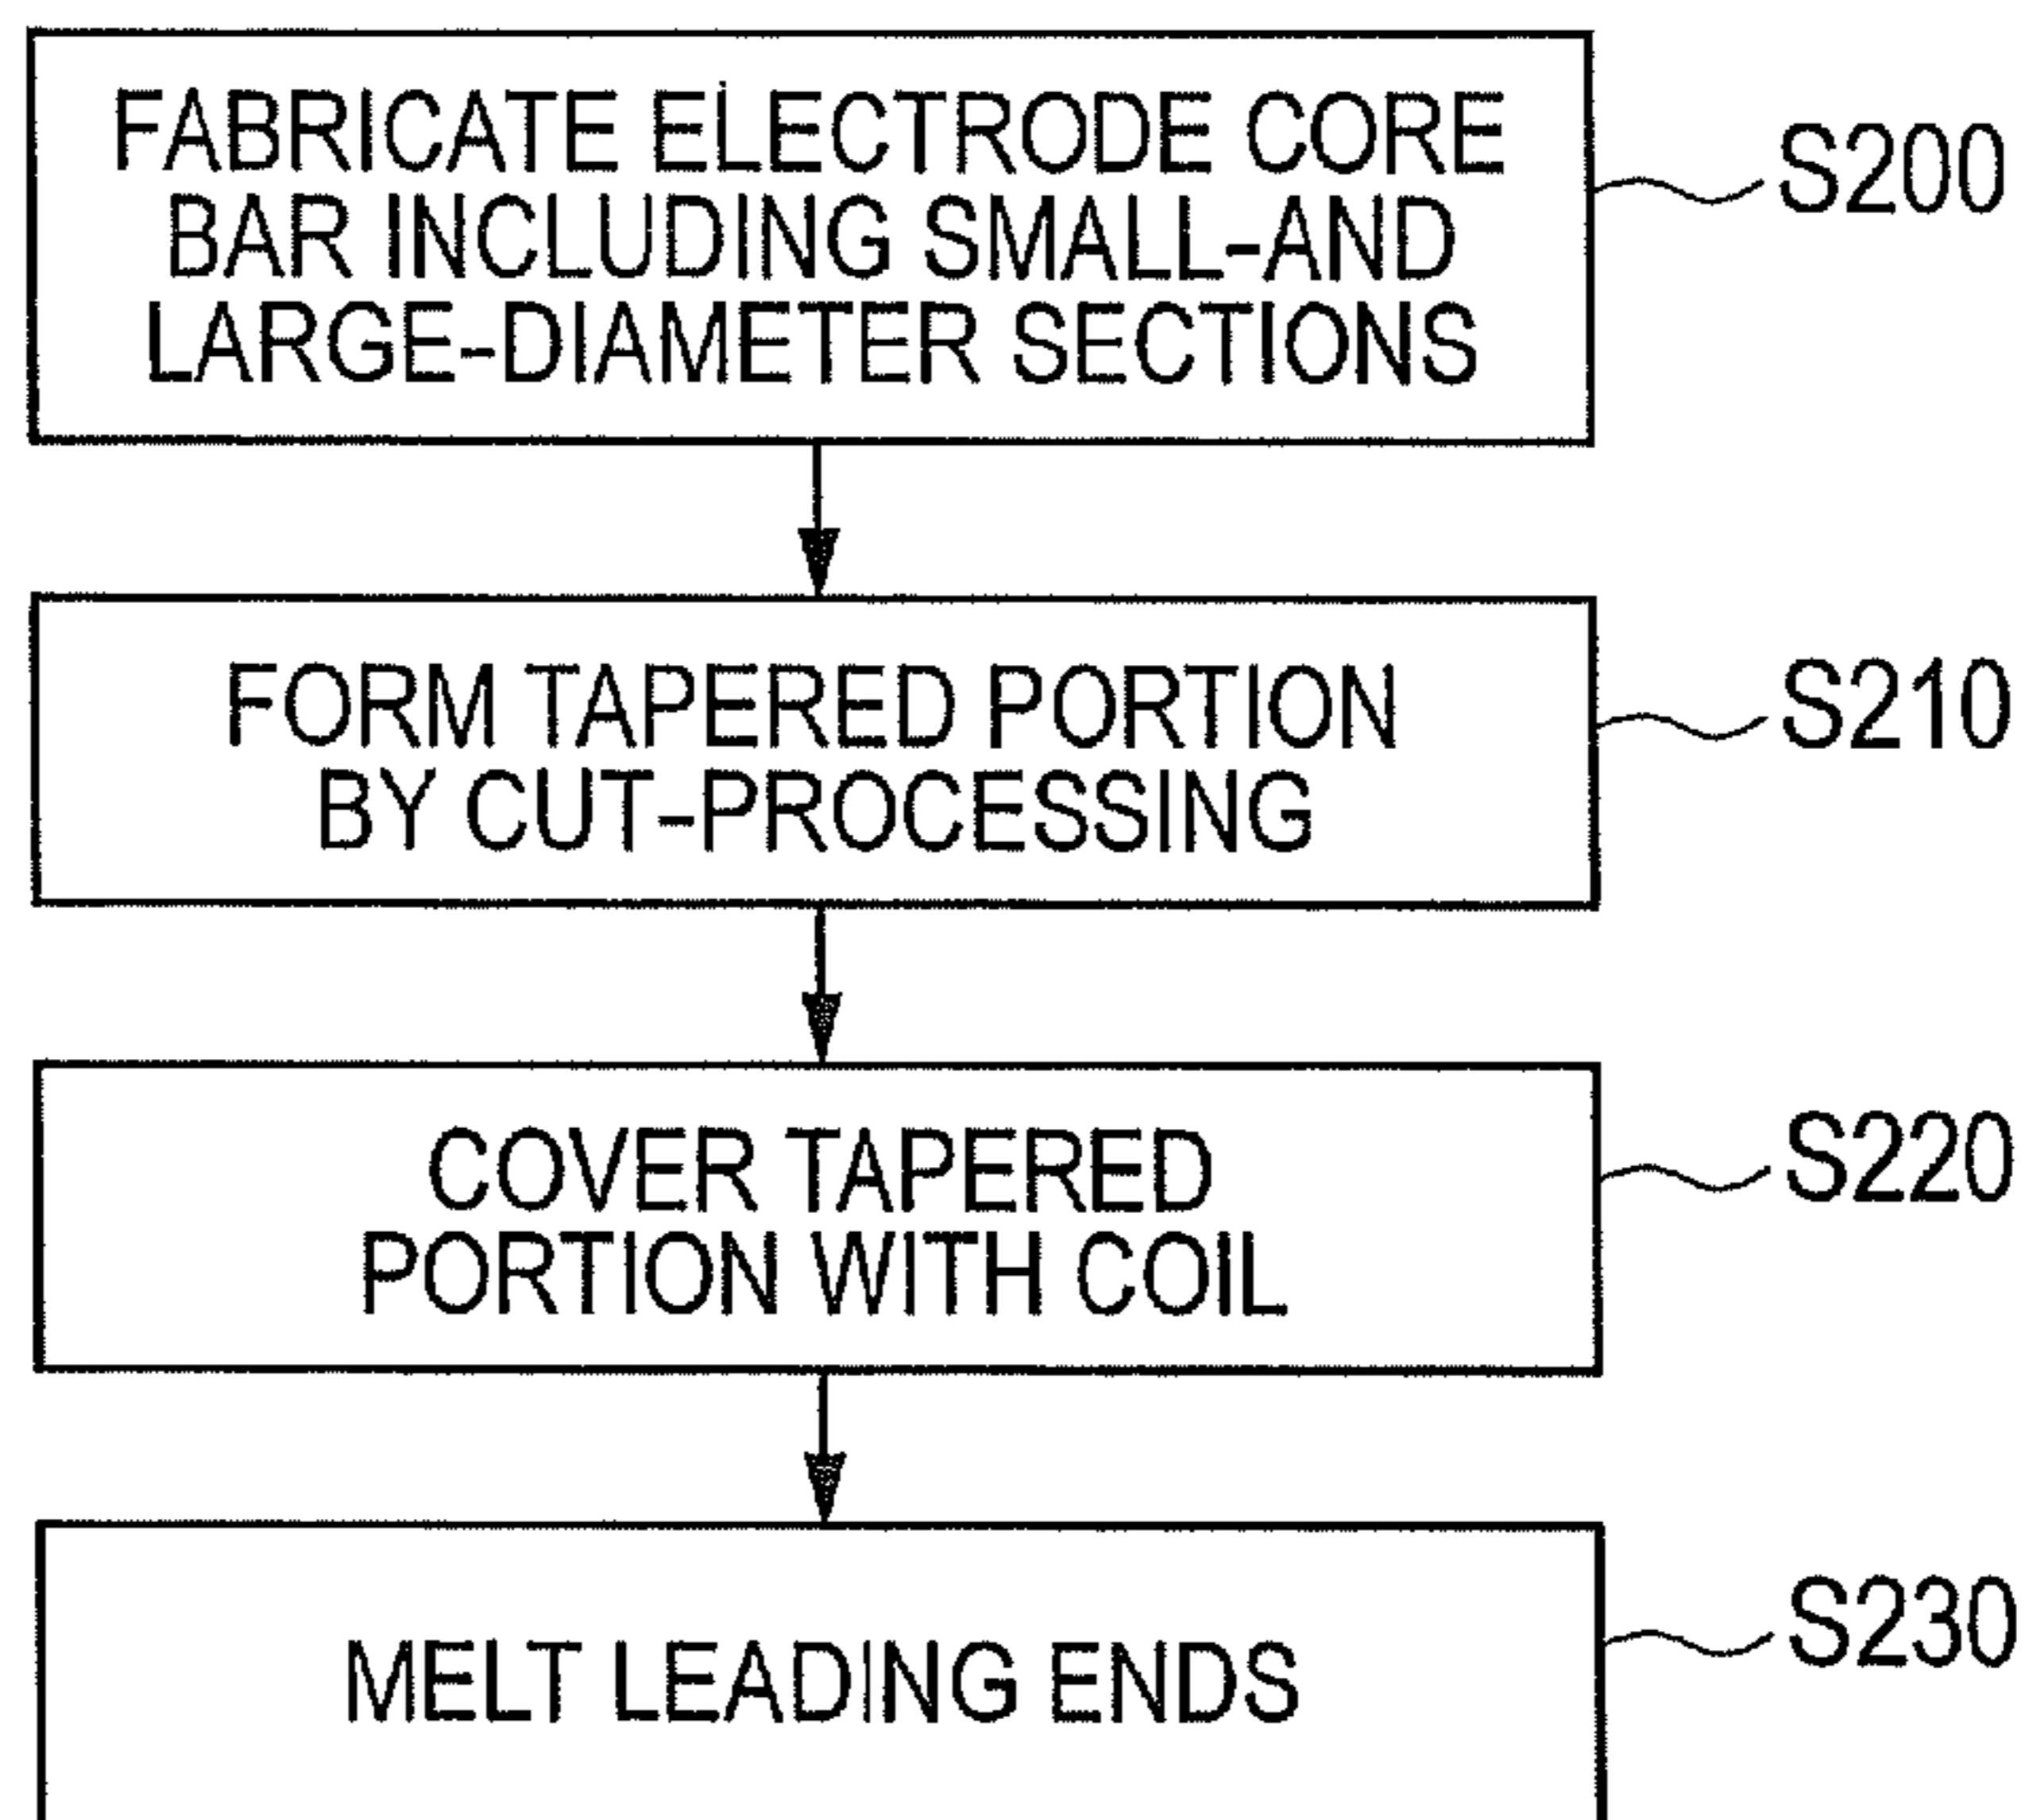 FABRICATE ELECTRODE CORE
BAR INCLUDING SMALL-AND
LARGE-DIAMETER SECTIONS
S200
FORM TAPERED PORTION
BY CUT-PROCESSING
S210
COVER TAPERED
PORTION WITH COIL
S220
MELT LEADING ENDS
S230